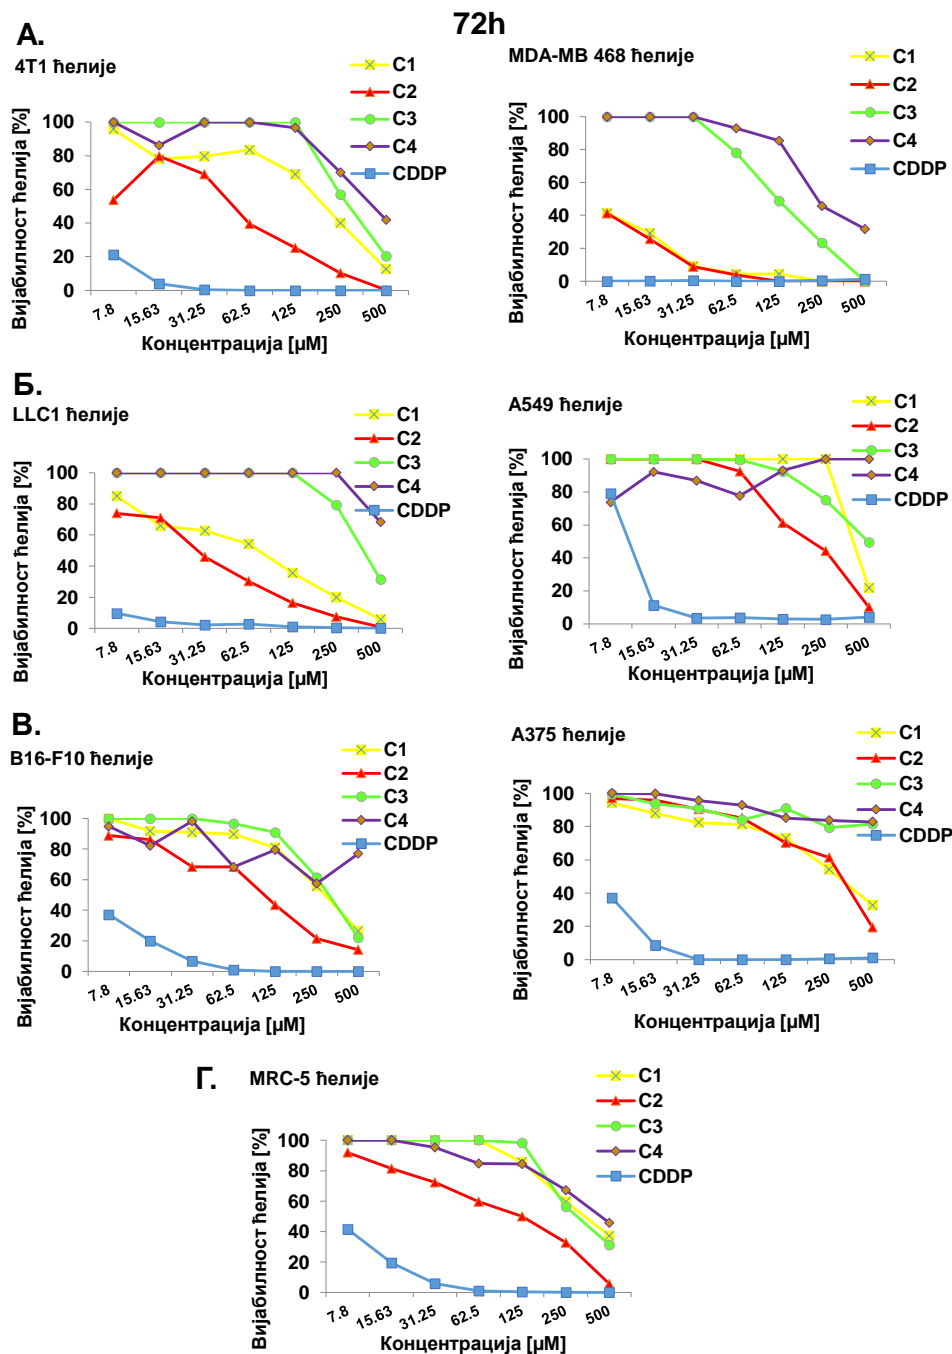 72h
А.
4T1 ћелије
C1
C2
C3
C4
CDDP
Вијабилност ћелија [%]
100
80
60
40
20
0
7.8
15.63
31.25
62.5
125
250
500
Концентрација [µM]
MDA-MB 468 ћелије
C1
C2
C3
C4
CDDP
Вијабилност ћелија [%]
100
80
60
40
20
0
7.8
15.63
31.25
62.5
125
250
500
Концентрација [µM]
Б.
LLC1 ћелије
C1
C2
C3
C4
CDDP
Вијабилност ћелија [%]
100
80
60
40
20
0
7.8
15.63
31.25
62.5
125
250
500
Концентрација [µM]
A549 ћелије
C1
C2
C3
C4
CDDP
Вијабилност ћелија [%]
100
80
60
40
20
0
7.8
15.63
31.25
62.5
125
250
500
Концентрација [µM]
В.
B16-F10 ћелије
C1
C2
C3
C4
CDDP
Вијабилност ћелија [%]
100
80
60
40
20
0
7.8
15.63
31.25
62.5
125
250
500
Концентрација [µM]
A375 ћелије
C1
C2
C3
C4
CDDP
Вијабилност ћелија [%]
100
80
60
40
20
0
7.8
15.63
31.25
62.5
125
250
500
Концентрација [µM]
Г.
MRC-5 ћелије
C1
C2
C3
C4
CDDP
Вијабилност ћелија [%]
100
80
60
40
20
0
7.8
15.63
31.25
62.5
125
250
500
Концентрација [µM]